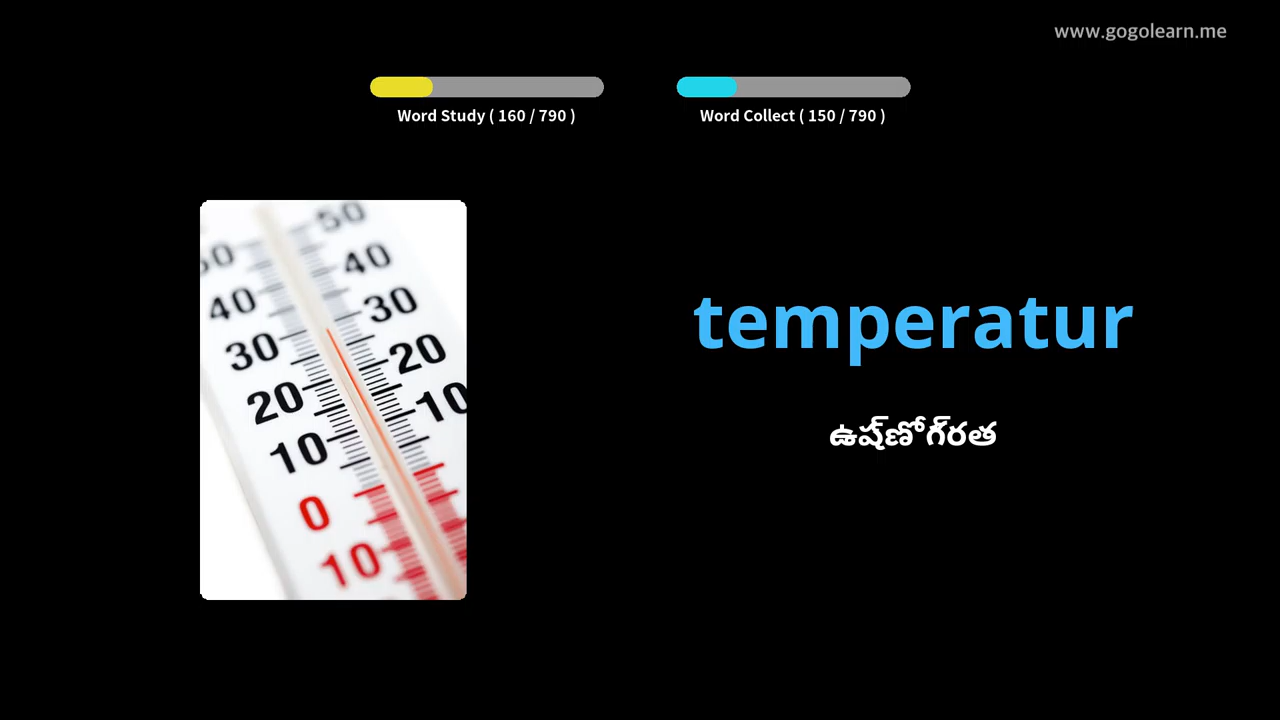 www.gogolearn.me
Word Study ( 160 / 790 )
Word Collect ( 150 / 790 )
50
50
40
40
30
30
20
20
10
10
0
10
temperatur
ఉష్ణోగ్రత